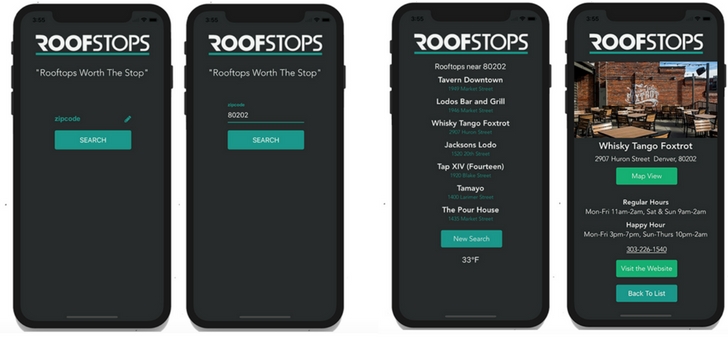 ROOFSTOPS
"Rooftops Worth The Stop"
zipcode
SEARCH
ROOFSTOPS
"Rooftops Worth The Stop"
zipcode
80202
SEARCH
ROOFSTOPS
Rooftops near 80202
Tavern Downtown
1949 Market Street
Lodos Bar and Grill
1946 Market Street
Whisky Tango Foxtrot
2907 Huron Street
Jacksons Lodo
1520 20th Street
Tap XIV (Fourteen)
1920 Blake Street
Tamayo
1400 Larimer Street
The Pour House
1435 Market Street
New Search
33°F
ROOFSTOPS
Whisky Tango Foxtrot
2907 Huron Street Denver, 80202
Map View
Regular Hours
Mon-Fri 11am-2am, Sat & Sun 9am-2am
Happy Hour
Mon-Fri 3pm-7pm, Sun-Thurs 10pm-2am
303-226-1540
Visit the Website
Back To List